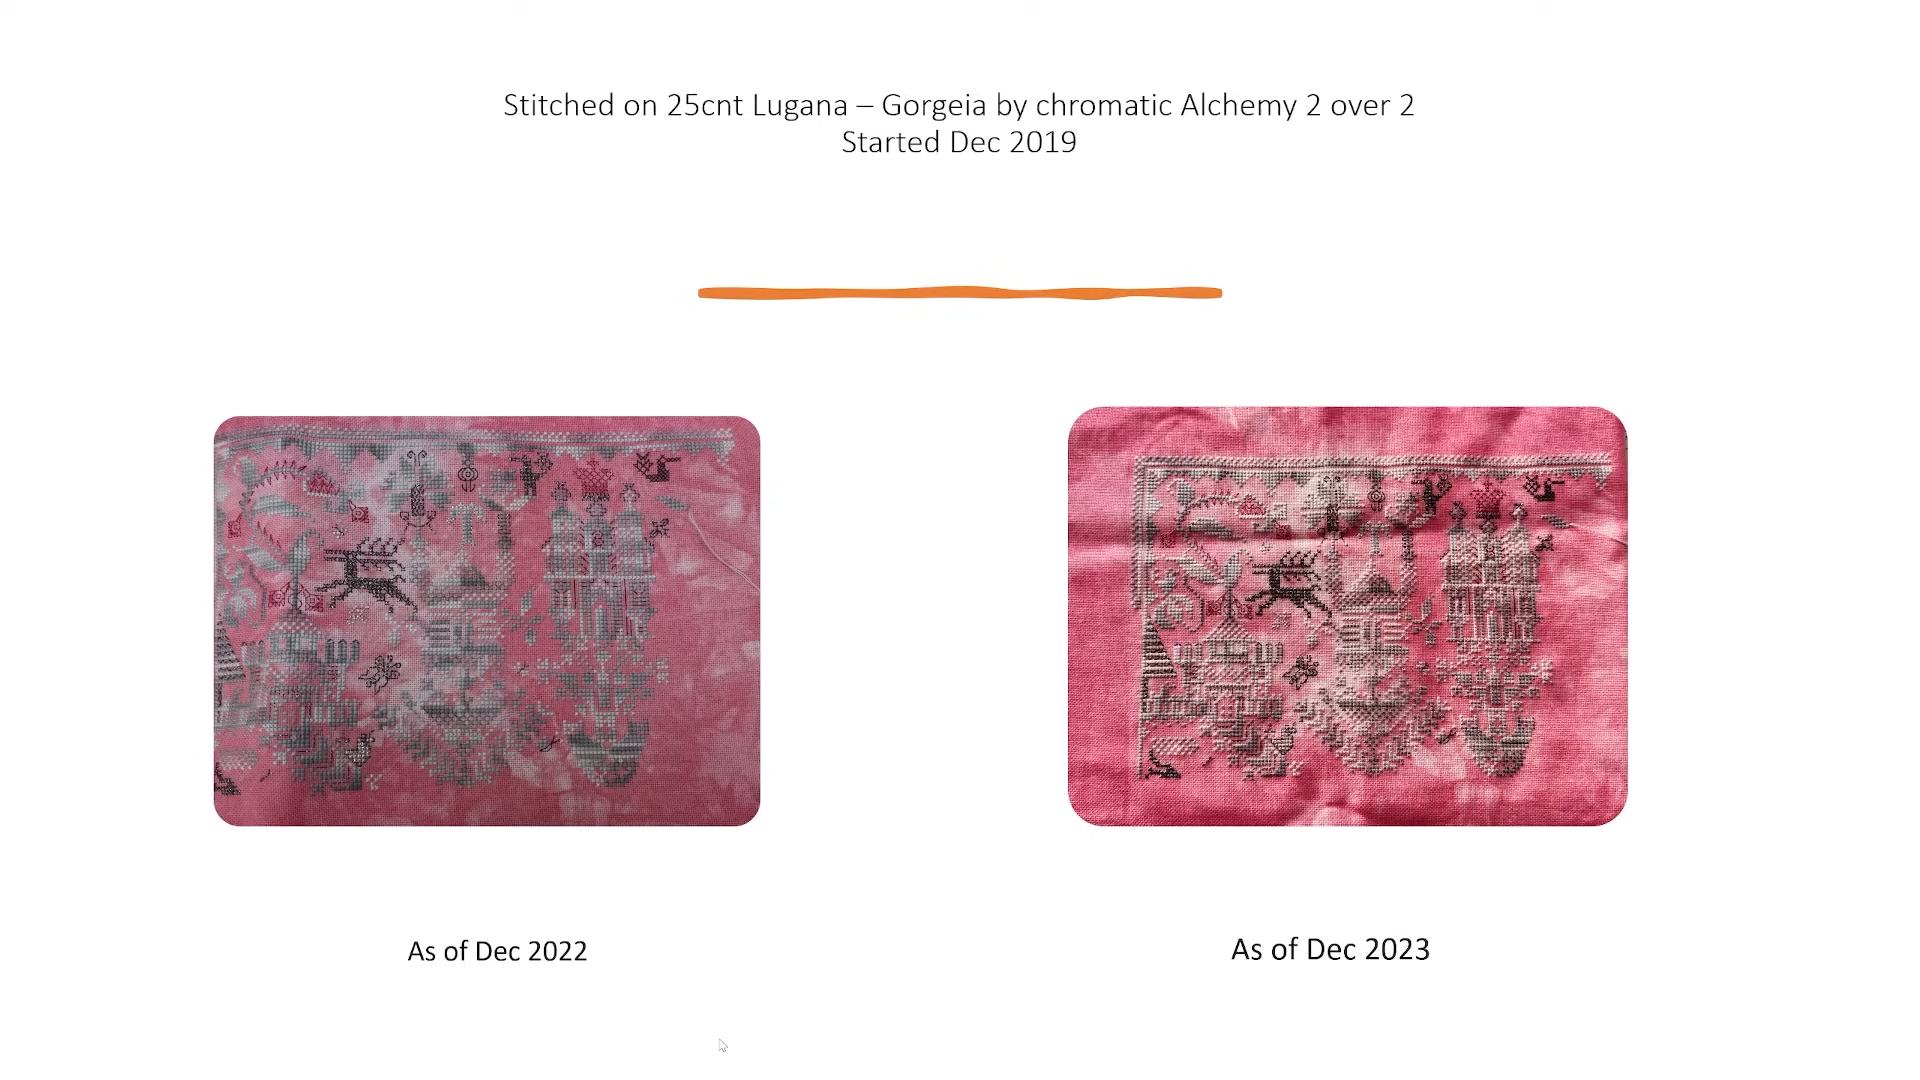 Stitched on 25cnt Lugana – Gorgeia by chromatic Alchemy 2 over 2
Started Dec 2019
As of Dec 2022
As of Dec 2023